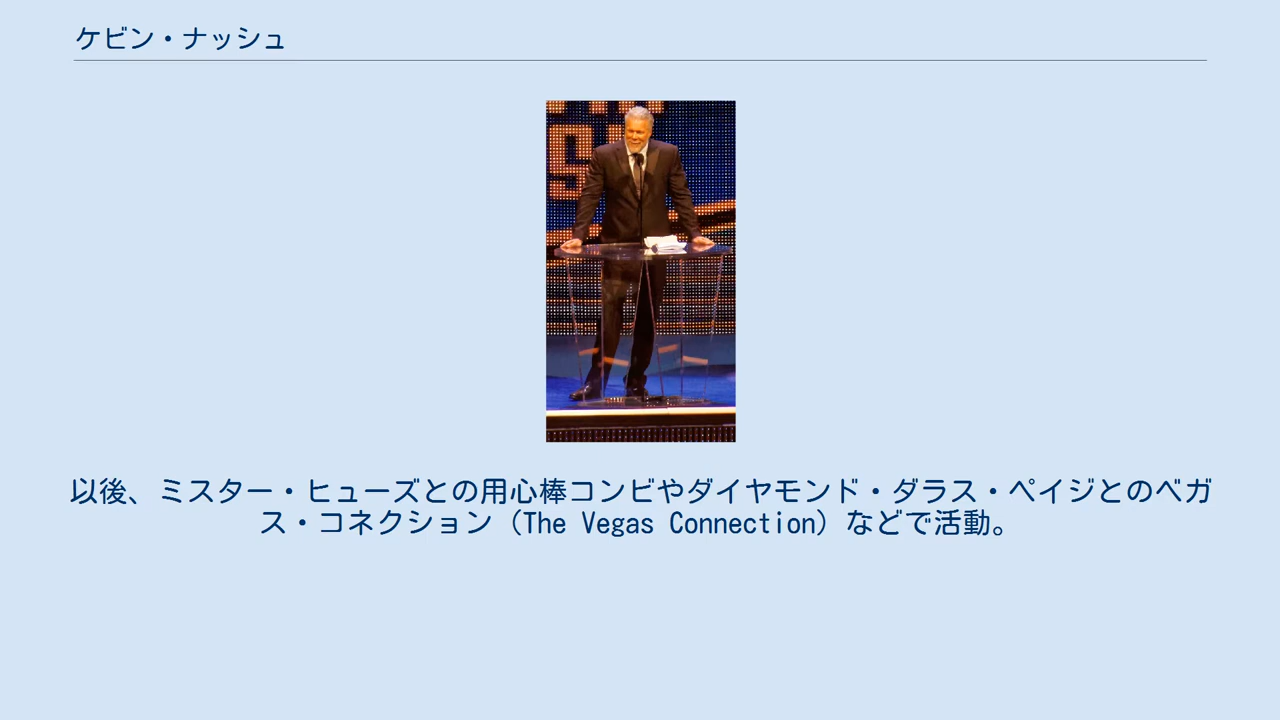 ケビン・ナッシュ
以後、ミスター・ヒューズとの用心棒コンビやダイヤモンド・ダラス・ペイジとのベガ
ス・コネクション（The Vegas Connection）などで活動。